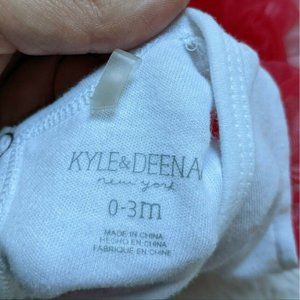 KYLE&DEENA
new york
0-3m
MADE IN CHINA
HECHO EN CHINA
FABRIQUÉ EN CHINE